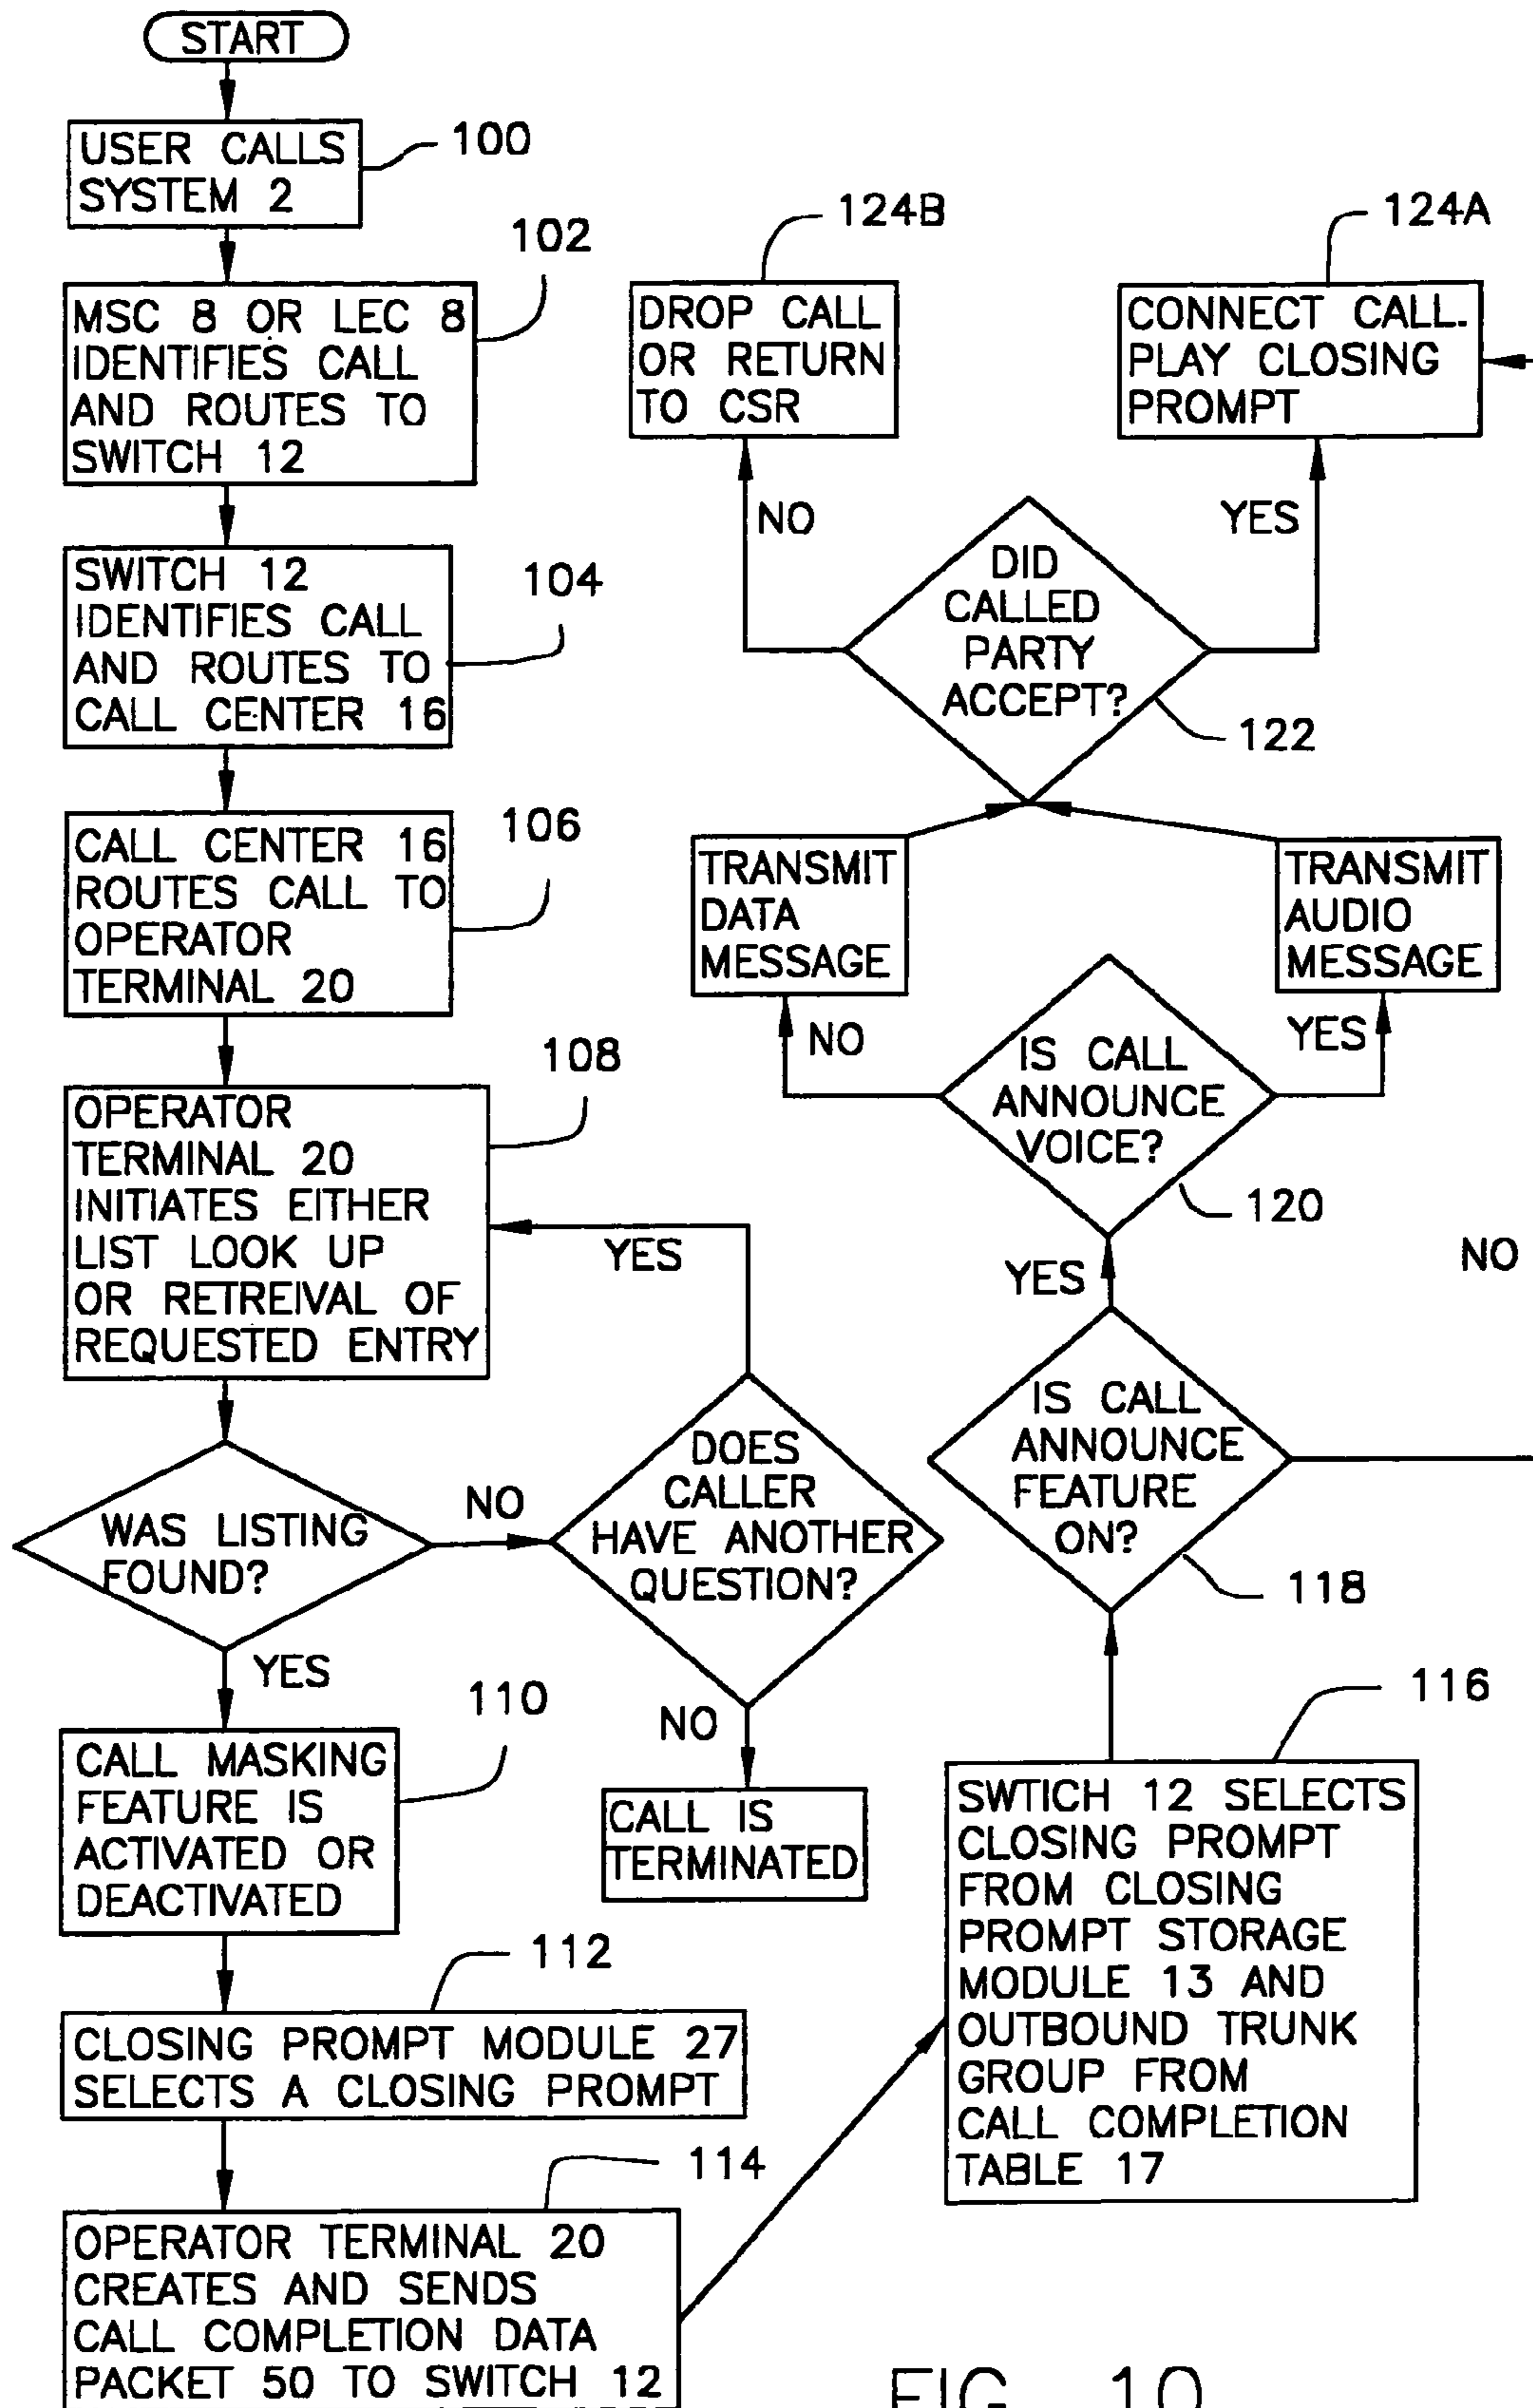 START
USER CALLS
SYSTEM 2
100
MSC 8 OR LEC 8
IDENTIFIES CALL
AND ROUTES TO
SWITCH 12
102
SWITCH 12
IDENTIFIES CALL
AND ROUTES TO
CALL CENTER 16
104
CALL CENTER 16
ROUTES CALL TO
OPERATOR
TERMINAL 20
106
OPERATOR
TERMINAL 20
INITIATES EITHER
LIST LOOK UP
OR RETREIVAL OF
REQUESTED ENTRY
108
WAS LISTING
FOUND?
NO
YES
DOES
CALLER
HAVE ANOTHER
QUESTION?
YES
NO
CALL IS
TERMINATED
CALL MASKING
FEATURE IS
ACTIVATED OR
DEACTIVATED
110
CLOSING PROMPT MODULE 27
SELECTS A CLOSING PROMPT
112
OPERATOR TERMINAL 20
CREATES AND SENDS
CALL COMPLETION DATA
PACKET 50 TO SWITCH 12
114
SWTICH 12 SELECTS
CLOSING PROMPT
FROM CLOSING
PROMPT STORAGE
MODULE 13 AND
OUTBOUND TRUNK
GROUP FROM
CALL COMPLETION
TABLE 17
116
IS CALL
ANNOUNCE
FEATURE
ON?
118
YES
NO
IS CALL
ANNOUNCE
VOICE?
120
NO
YES
TRANSMIT
DATA
MESSAGE
TRANSMIT
AUDIO
MESSAGE
DID
CALLED
PARTY
ACCEPT?
122
NO
YES
DROP CALL
OR RETURN
TO CSR
124B
CONNECT CALL.
PLAY CLOSING
PROMPT
124A
FIG. 10